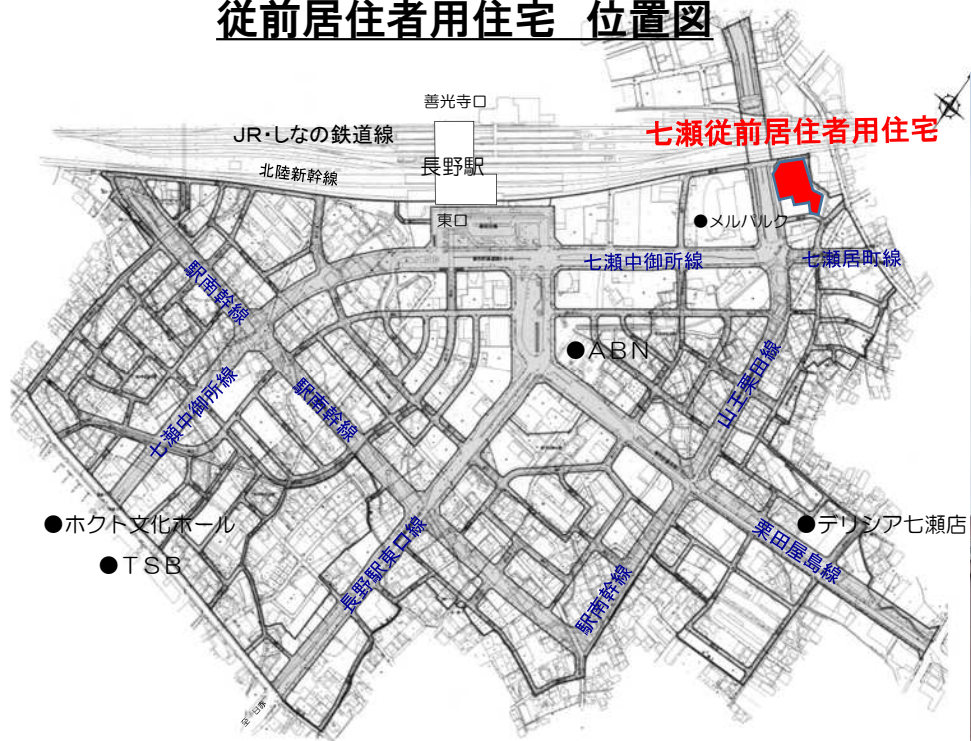 従前居住者用住宅 位置図
善光寺口
JR・しなの鉄道線
七瀬従前居住者用住宅
長野駅
北陸新幹線
東口
●メルパルク
七瀬中御所線
七瀬居町線
駅南幹線
●ABN
山王栗田線
七瀬中御所線
駅南幹線
●ホクト文化ホール
●TSB
長野駅東口線
●デリシア七瀬店
栗田屋島線
駅南幹線
至 日赤